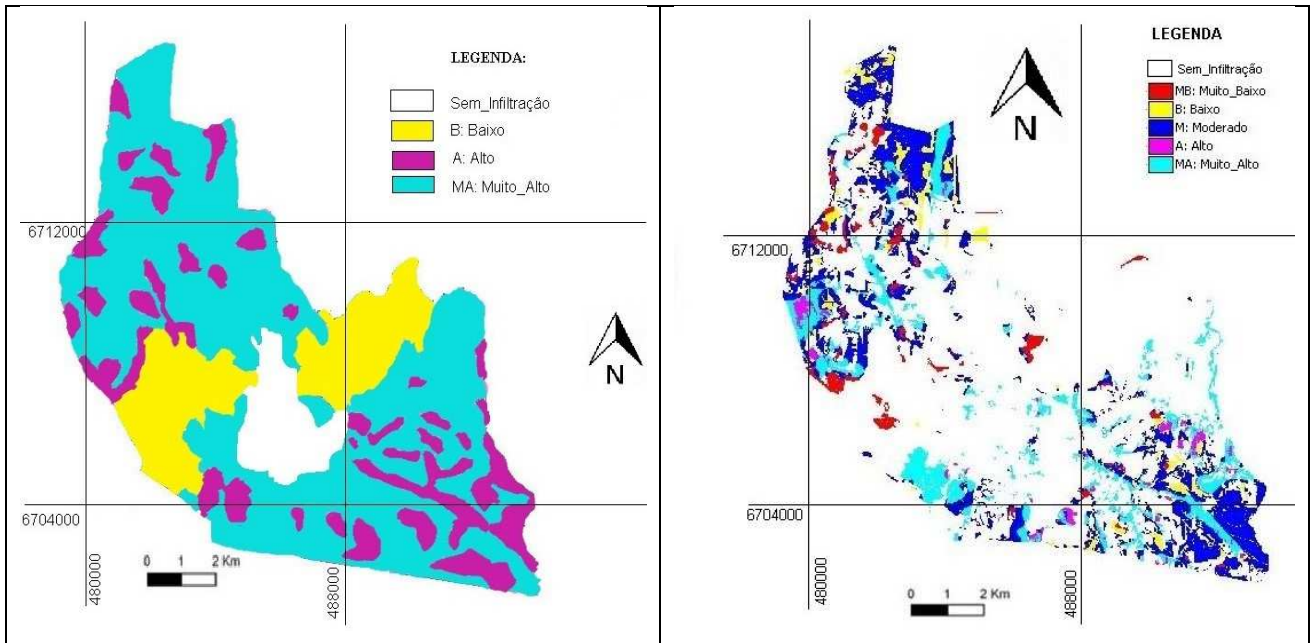 LEGENDA:
Sem_Infiltração
B: Baixo
A: Alto
MA: Muito_Alto
6712000
N
6704000
0 1 2 Km
480000
488000
LEGENDA
Sem_Infiltração
MB: Muito_Baixo
B: Baixo
M: Moderado
A: Alto
MA: Muito_Alto
N
6712000
6704000
480000
488000
0 1 2 Km